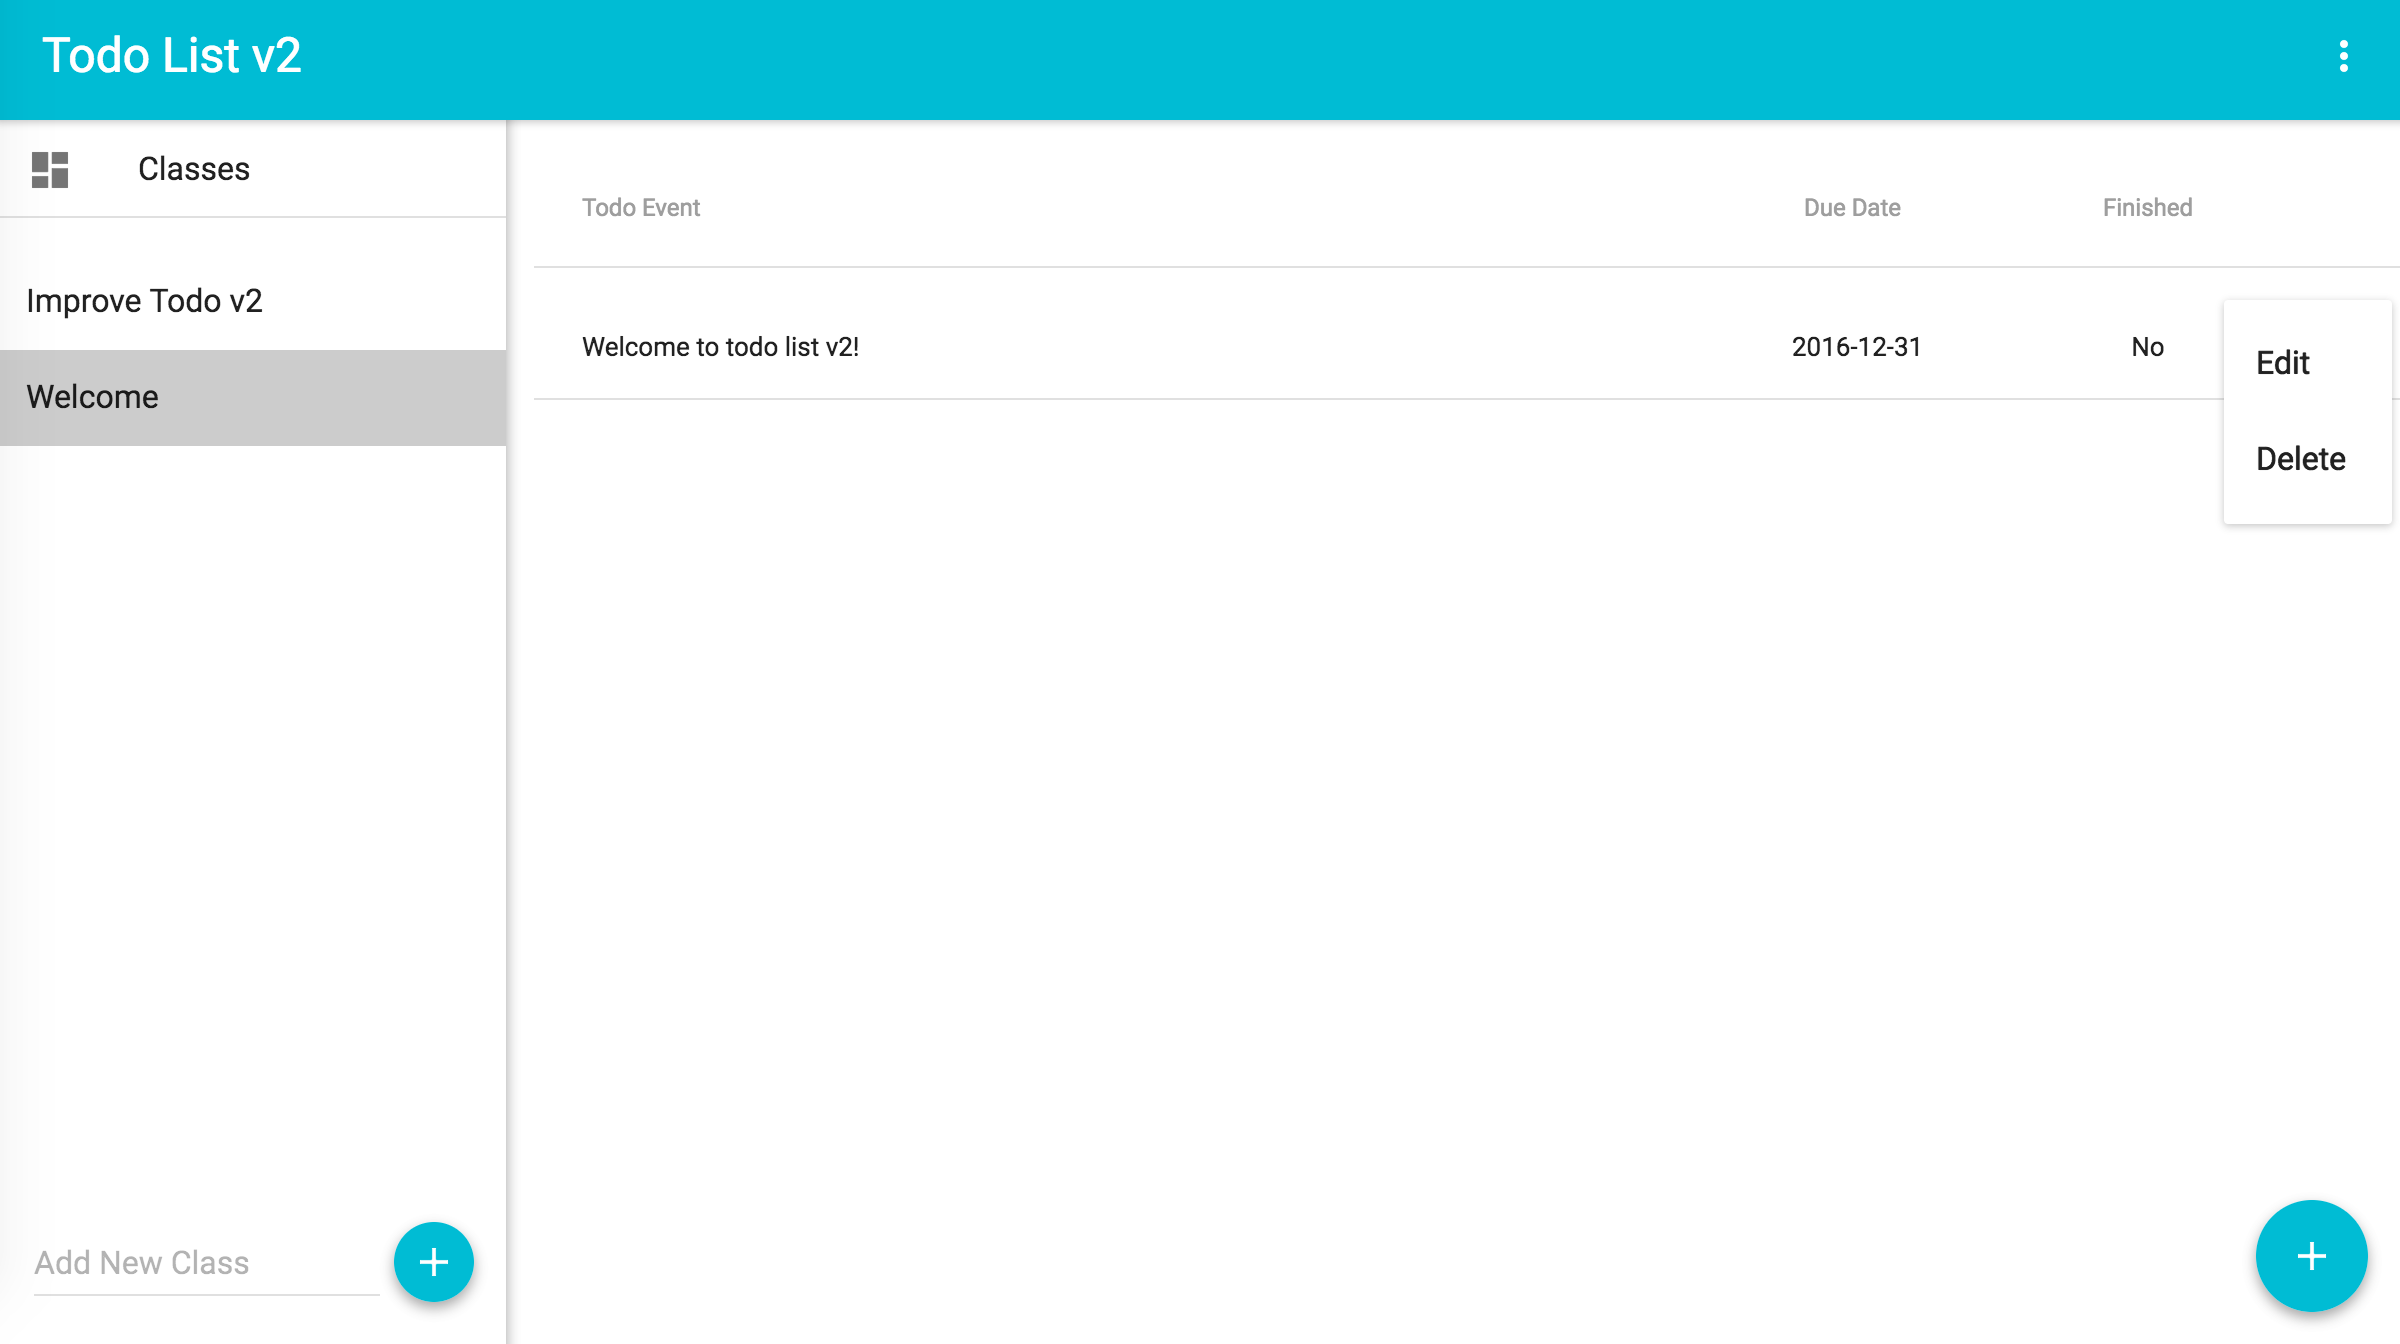 Todo List v2
Classes
Improve Todo v2
Welcome
Add New Class
Todo Event Due Date Finished
Welcome to todo list v2! 2016-12-31 No
Edit
Delete